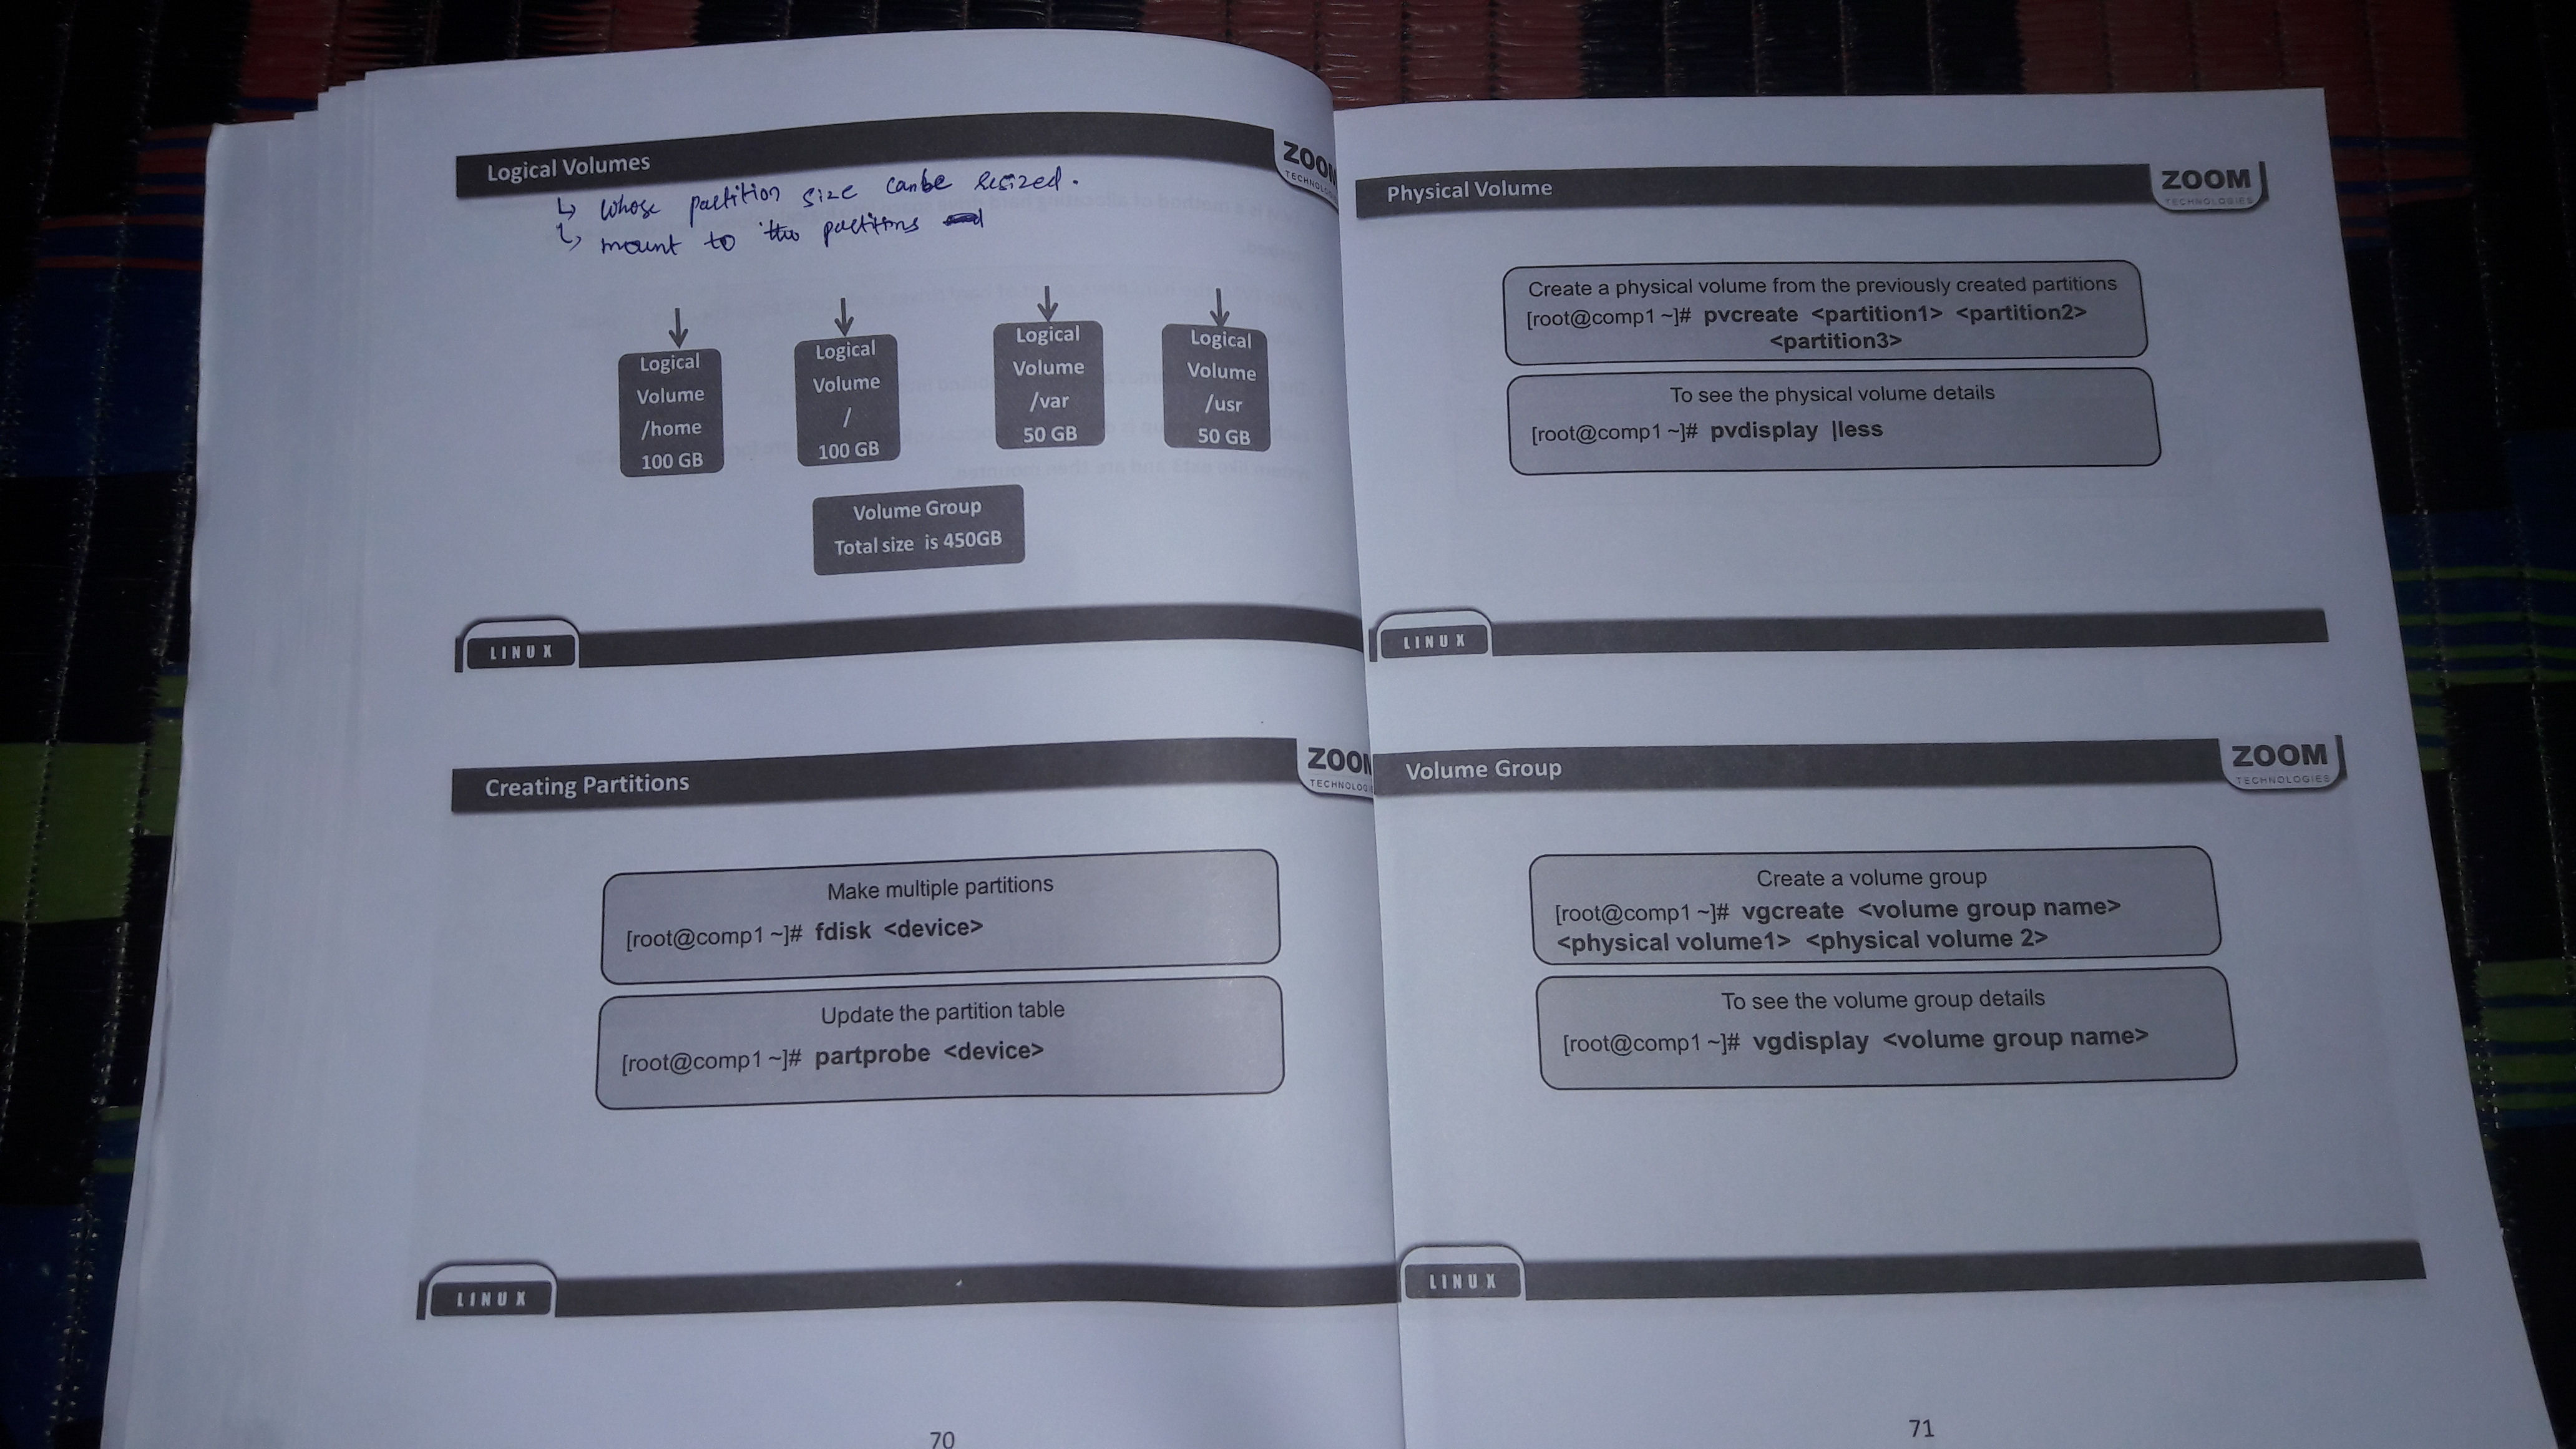 Logical Volumes
ZOOM
TECHNOLOGIES
↳ whose partition size canbe resized.
↳ mount to two partitions
Logical
Volume
/home
100 GB
Logical
Volume
/
100 GB
Logical
Volume
/var
50 GB
Logical
Volume
/usr
50 GB
Volume Group
Total size is 450GB
LINUX
Creating Partitions
ZOOM
TECHNOLOGIES
Make multiple partitions
[root@comp1 ~]# fdisk <device>
Update the partition table
[root@comp1 ~]# partprobe <device>
LINUX
70
Physical Volume
ZOOM
TECHNOLOGIES
Create a physical volume from the previously created partitions
[root@comp1 ~]# pvcreate <partition1> <partition2>
<partition3>
To see the physical volume details
[root@comp1 ~]# pvdisplay |less
LINUX
Volume Group
ZOOM
TECHNOLOGIES
Create a volume group
[root@comp1 ~]# vgcreate <volume group name>
<physical volume1> <physical volume 2>
To see the volume group details
[root@comp1 ~]# vgdisplay <volume group name>
LINUX
71